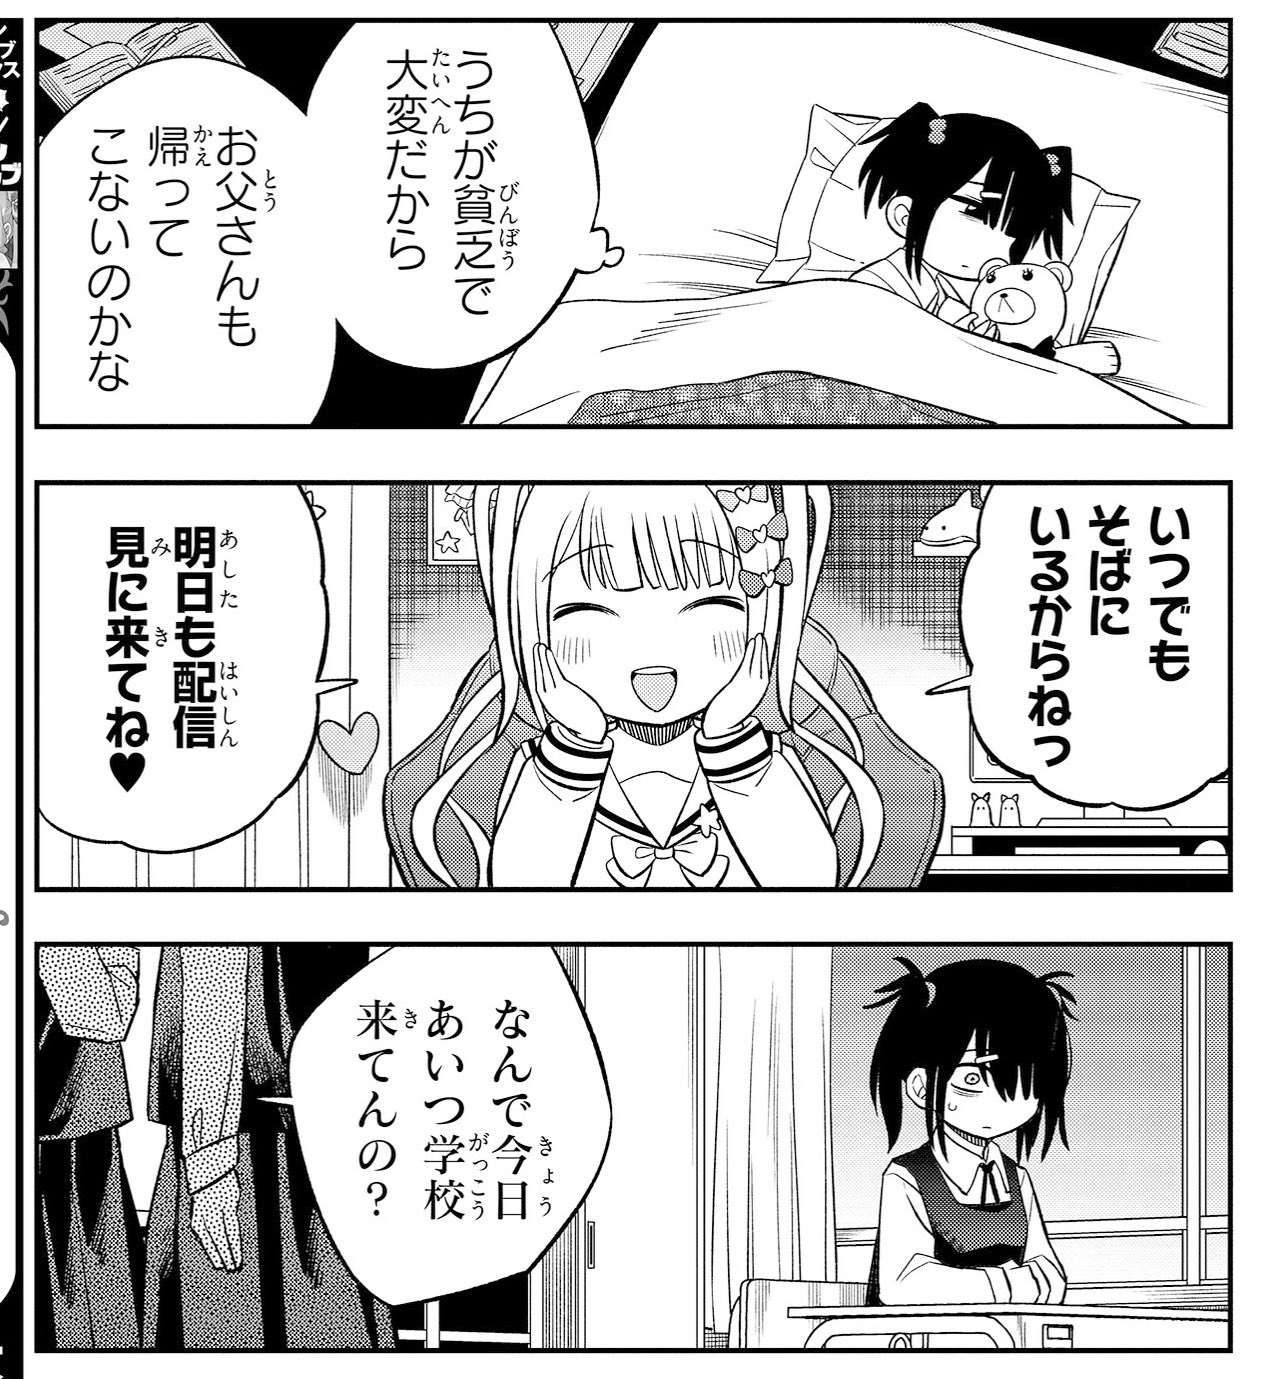 うちが貧乏で
大変だから
お父さんも
帰って
こないのかな
いつでも
そばに
いるからねっ
明日も配信
見に来てね♥
なんで今日
あいつ学校
来てんの？